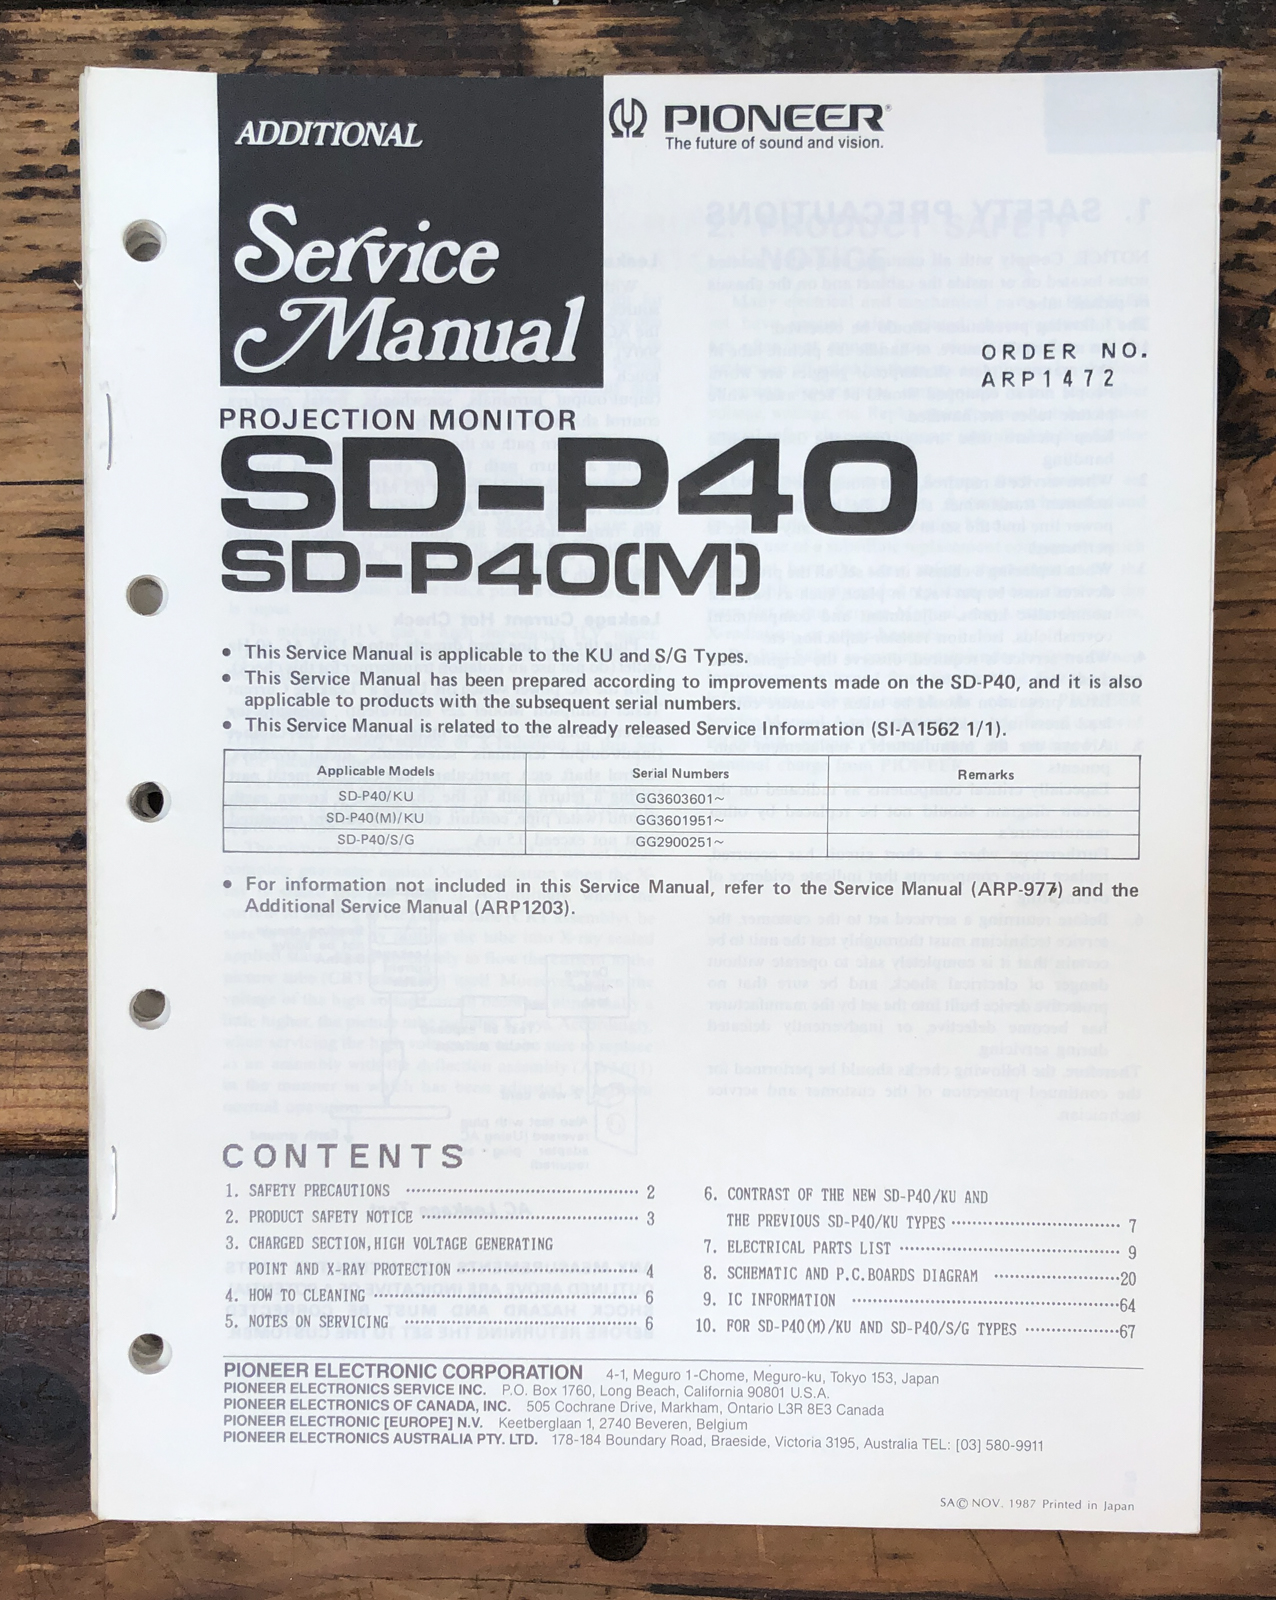 ADDITIONAL
Service
Manual
PIONEER®
The future of sound and vision.
ORDER NO.
ARP1472
PROJECTION MONITOR
SD-P40
SD-P40(M)
• This Service Manual is applicable to the KU and S/G Types.
• This Service Manual has been prepared according to improvements made on the SD-P40, and it is also
applicable to products with the subsequent serial numbers.
• This Service Manual is related to the already released Service Information (SI-A1562 1/1).
Applicable Models Serial Numbers Remarks
SD-P40/KU GG3603601~
SD-P40(M)/KU GG3601951~
SD-P40/S/G GG2900251~
• For information not included in this Service Manual, refer to the Service Manual (ARP-977) and the
Additional Service Manual (ARP1203).
CONTENTS
1. SAFETY PRECAUTIONS 2
2. PRODUCT SAFETY NOTICE 3
3. CHARGED SECTION, HIGH VOLTAGE GENERATING
POINT AND X-RAY PROTECTION 4
4. HOW TO CLEANING 6
5. NOTES ON SERVICING 6
6. CONTRAST OF THE NEW SD-P40/KU AND
THE PREVIOUS SD-P40/KU TYPES 7
7. ELECTRICAL PARTS LIST 9
8. SCHEMATIC AND P.C.BOARDS DIAGRAM 20
9. IC INFORMATION 64
10. FOR SD-P40(M)/KU AND SD-P40/S/G TYPES 67
PIONEER ELECTRONIC CORPORATION 4-1, Meguro 1-Chome, Meguro-ku, Tokyo 153, Japan
PIONEER ELECTRONICS SERVICE INC. P.O. Box 1760, Long Beach, California 90801 U.S.A.
PIONEER ELECTRONICS OF CANADA, INC. 505 Cochrane Drive, Markham, Ontario L3R 8E3 Canada
PIONEER ELECTRONIC [EUROPE] N.V. Keetberglaan 1, 2740 Beveren, Belgium
PIONEER ELECTRONICS AUSTRALIA PTY. LTD. 178-184 Boundary Road, Braeside, Victoria 3195, Australia TEL: [03] 580-9911
SA © NOV. 1987 Printed in Japan